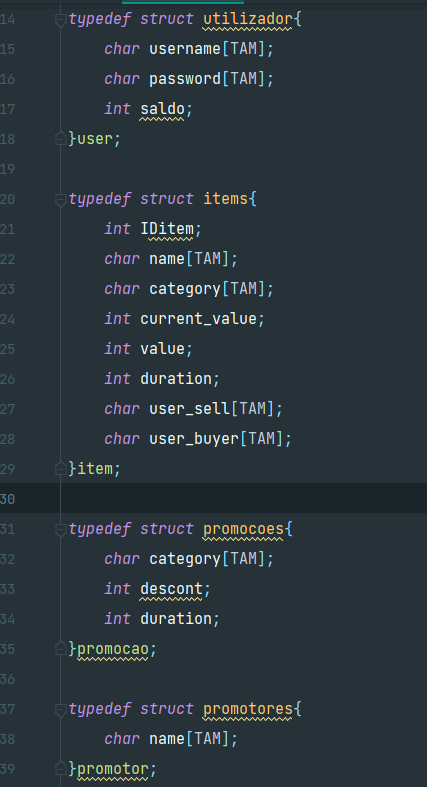 14 typedef struct utilizador{
15 char username[TAM];
16 char password[TAM];
17 int saldo;
18 }user;
19
20 typedef struct items{
21 int IDitem;
22 char name[TAM];
23 char category[TAM];
24 int current_value;
25 int value;
26 int duration;
27 char user_sell[TAM];
28 char user_buyer[TAM];
29 }item;
30
31 typedef struct promocoes{
32 char category[TAM];
33 int descont;
34 int duration;
35 }promocao;
36
37 typedef struct promotores{
38 char name[TAM];
39 }promotor;